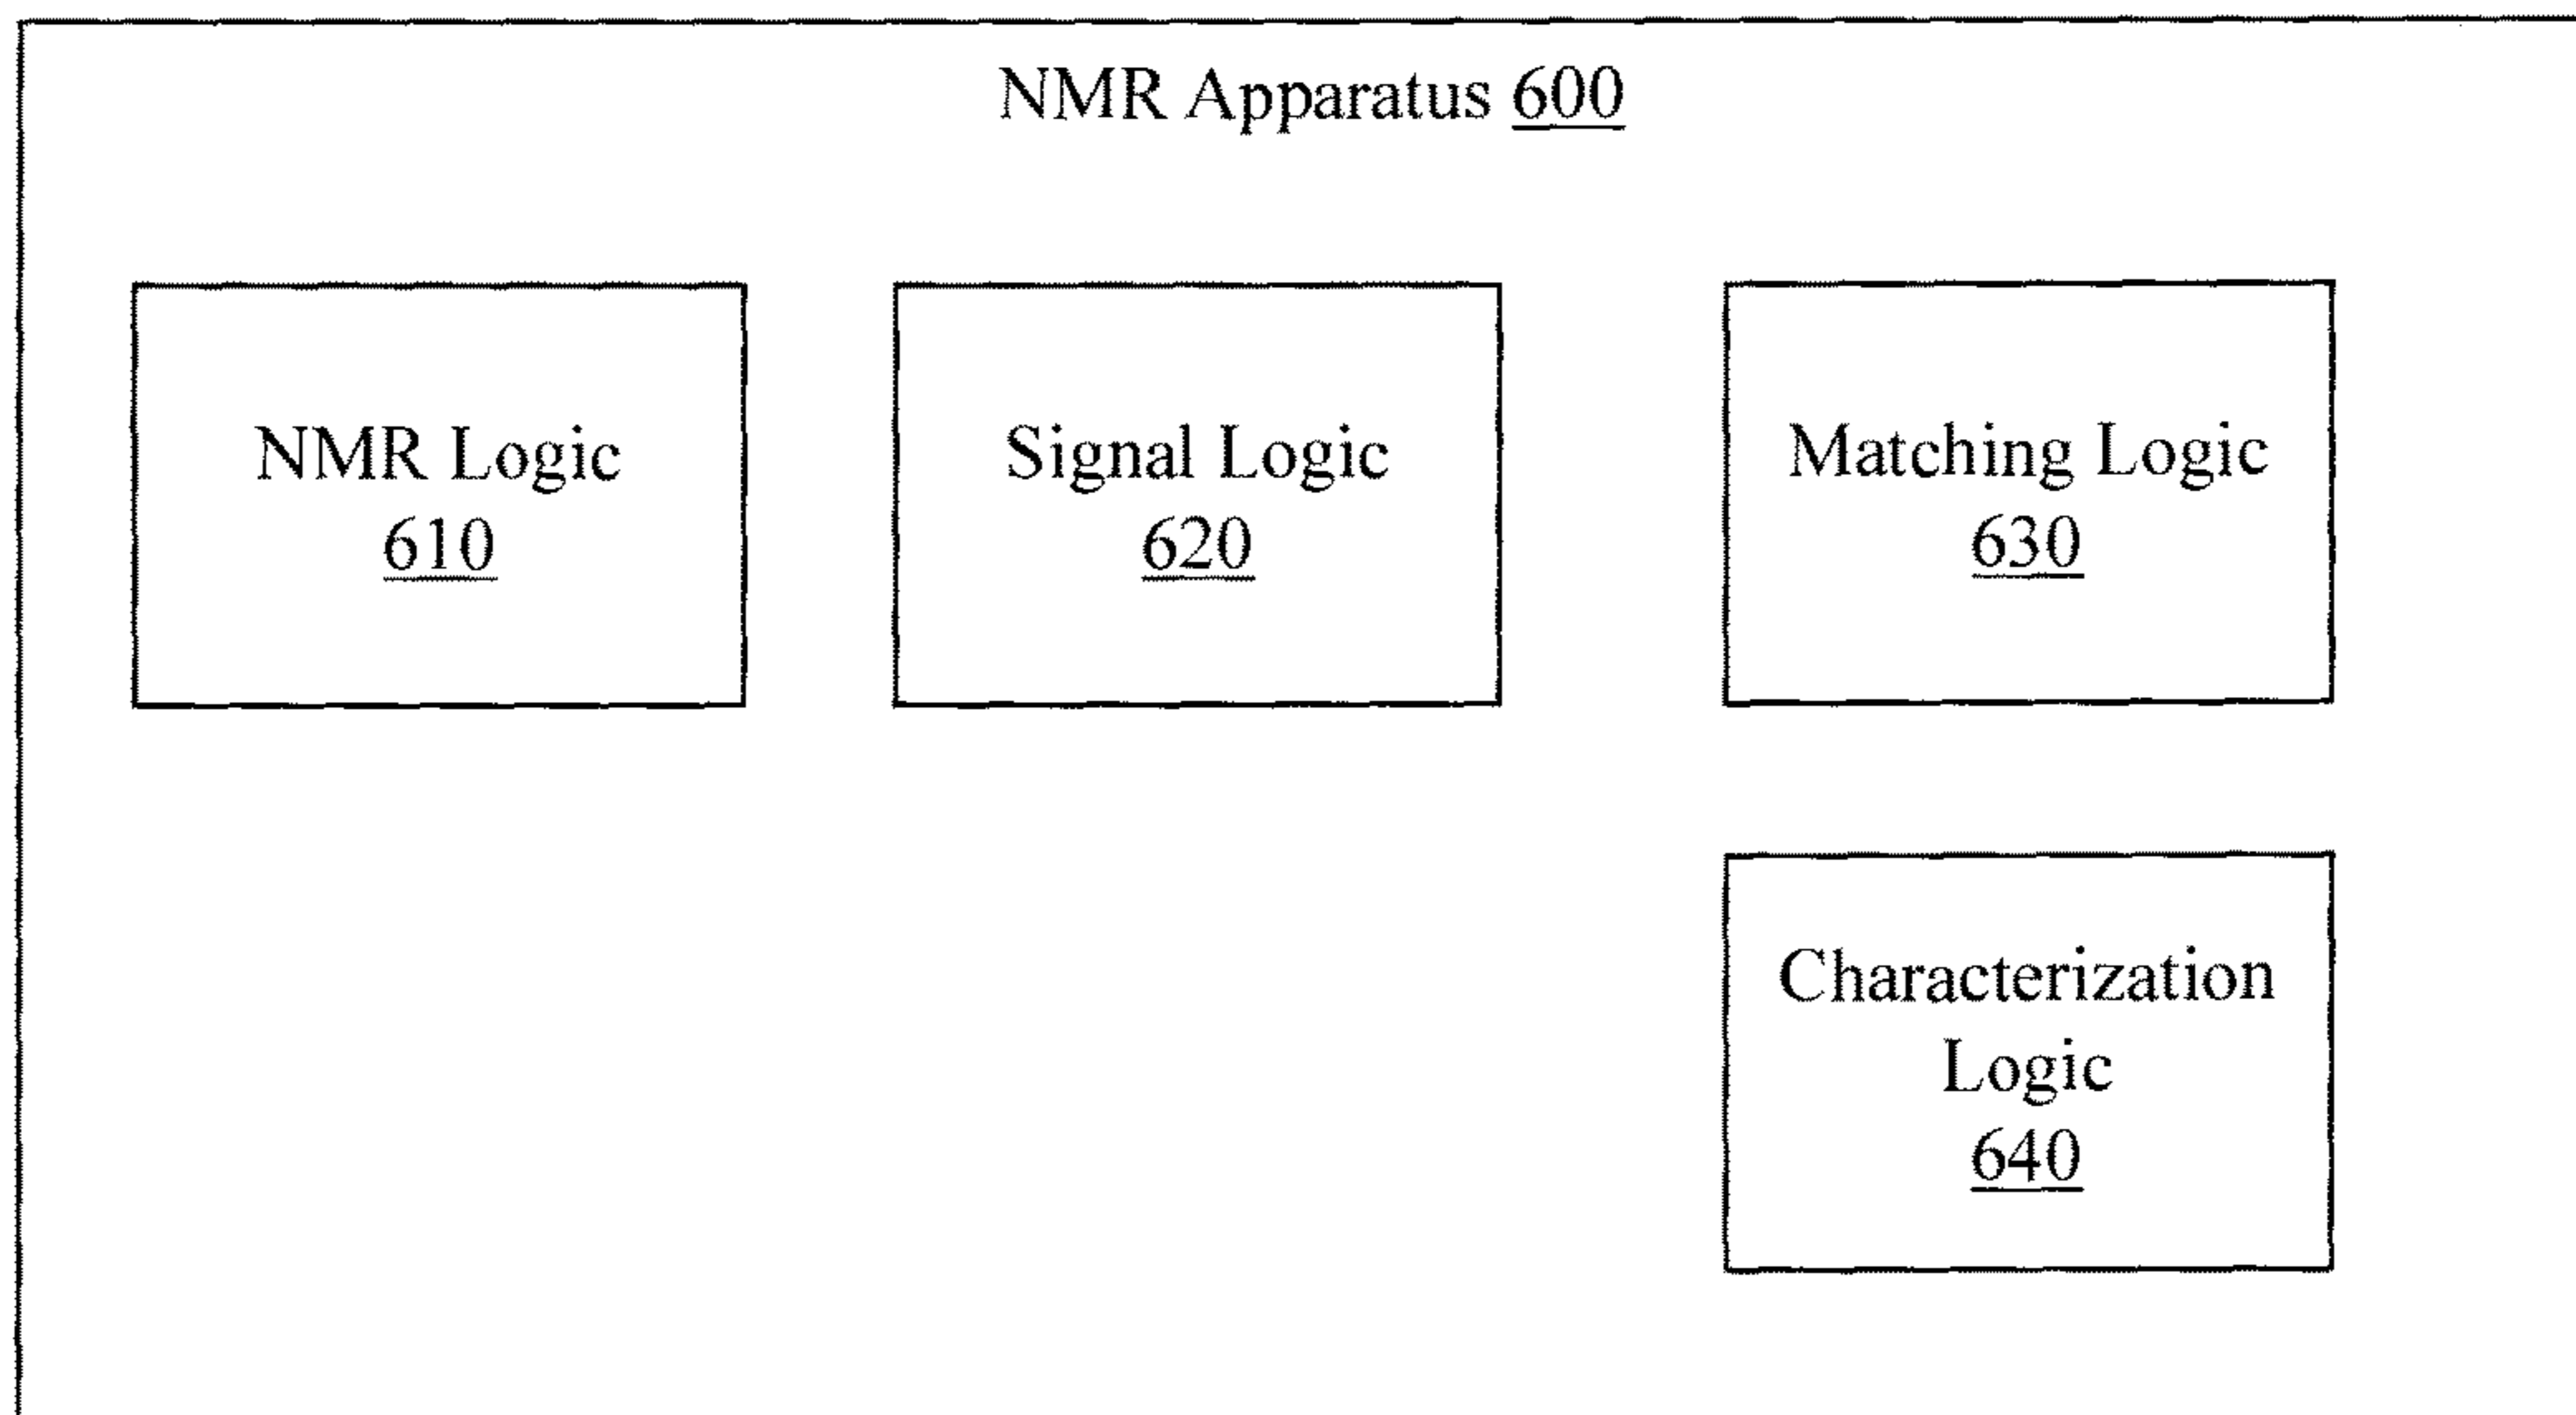 NMR Apparatus 600
NMR Logic
610
Signal Logic
620
Matching Logic
630
Characterization
Logic
640